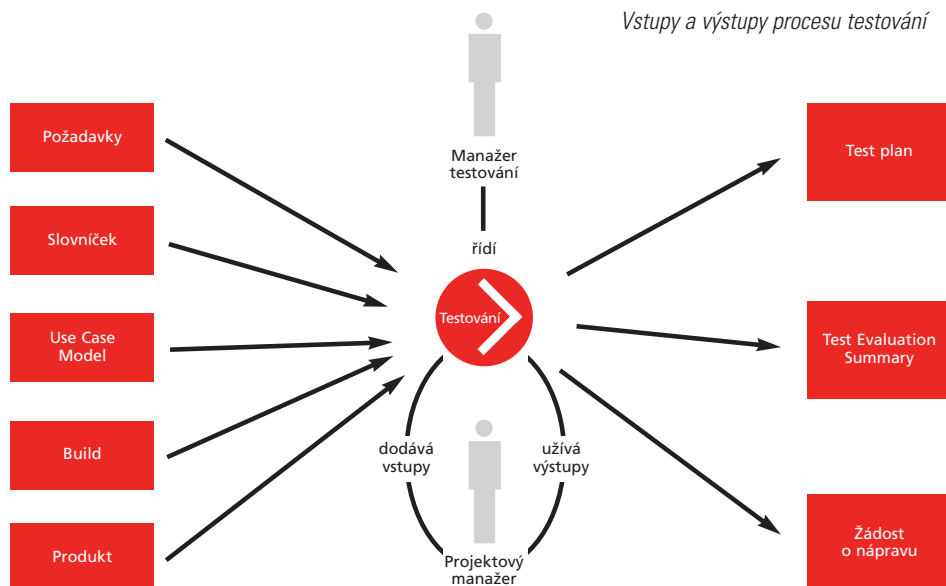 Vstupy a výstupy procesu testování
Požadavky
Slovníček
Use Case
Model
Build
Produkt
Manažer
testování
řídí
Testování
dodává
vstupy
užívá
výstupy
Projektový
manažer
Test plan
Test Evaluation
Summary
Žádost
o nápravu